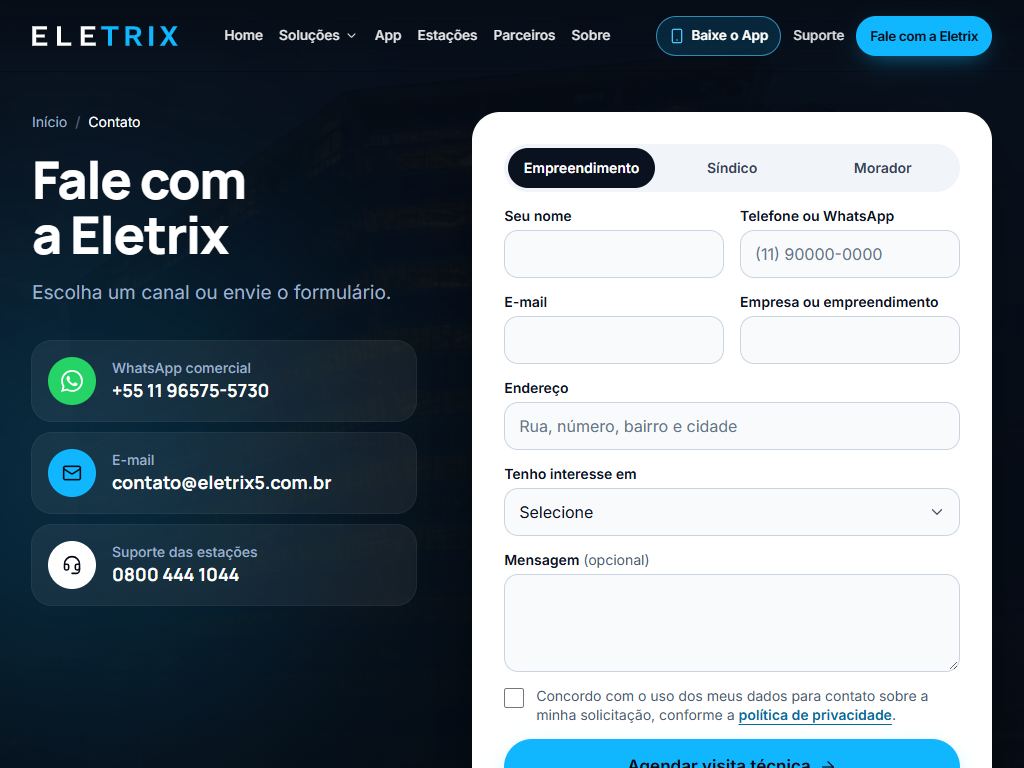 ELETRIX
Home
Soluções
App
Estações
Parceiros
Sobre
Baixe o App
Suporte
Fale com a Eletrix
Início / Contato
Fale com
a Eletrix
Escolha um canal ou envie o formulário.
WhatsApp comercial
+55 11 96575-5730
E-mail
contato@eletrix5.com.br
Suporte das estações
0800 444 1044
Empreendimento
Síndico
Morador
Seu nome
Telefone ou WhatsApp
(11) 90000-0000
E-mail
Empresa ou empreendimento
Endereço
Rua, número, bairro e cidade
Tenho interesse em
Selecione
Mensagem (opcional)
Concordo com o uso dos meus dados para contato sobre a
minha solicitação, conforme a política de privacidade.
Agendar visita técnica →